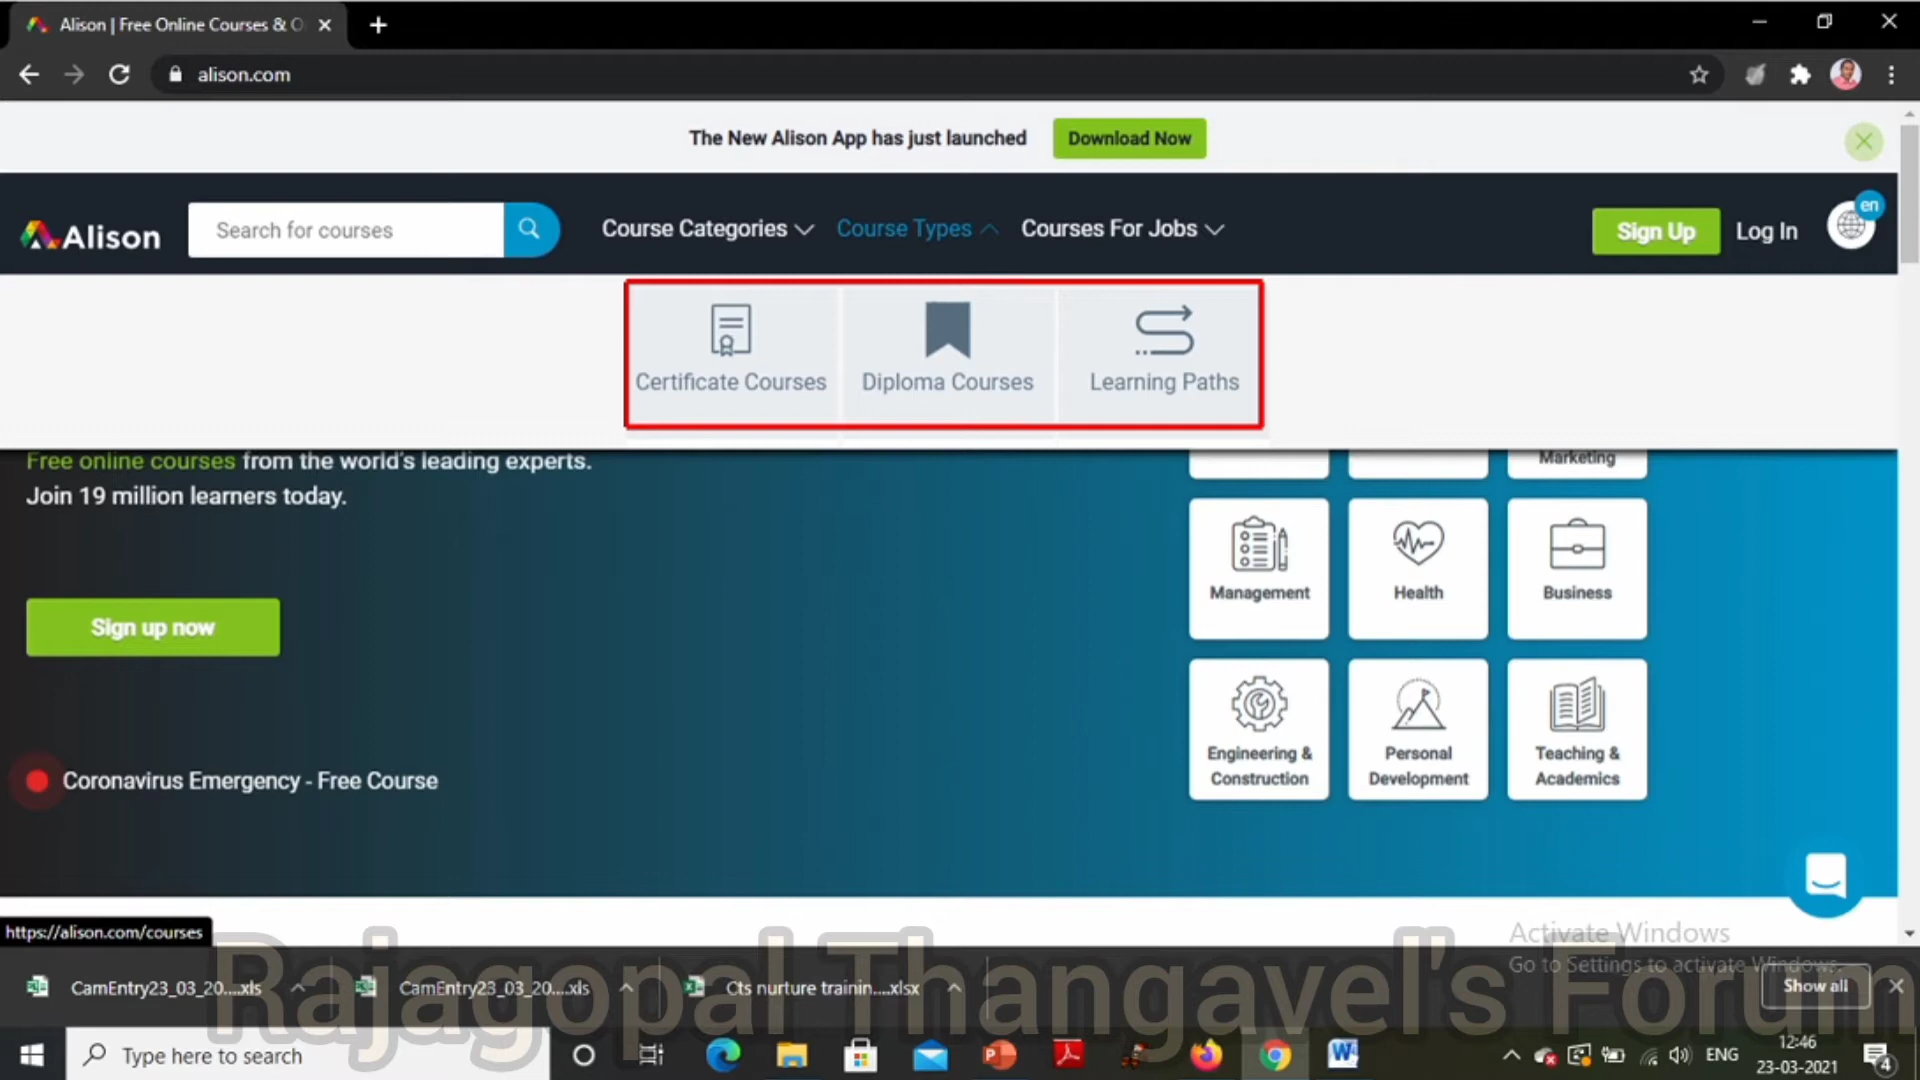 Alison | Free Online Courses & O
alison.com
The New Alison App has just launched
Download Now
Alison
Search for courses
Course Categories
Course Types
Courses For Jobs
Sign Up
Log In
en
Certificate Courses
Diploma Courses
Learning Paths
Free online courses from the world's leading experts.
Join 19 million learners today.
Marketing
Management
Health
Business
Sign up now
Engineering &
Construction
Personal
Development
Teaching &
Academics
Coronavirus Emergency - Free Course
https://alison.com/courses
Activate Windows
Go to Settings to activate Windows.
Rajagopal Thangavel's Forum
CamEntry23_03_20....xls
CamEntry23_03_20....xls
Cts nurture trainin....xlsx
Show all
Type here to search
ENG
12:46
23-03-2021
4